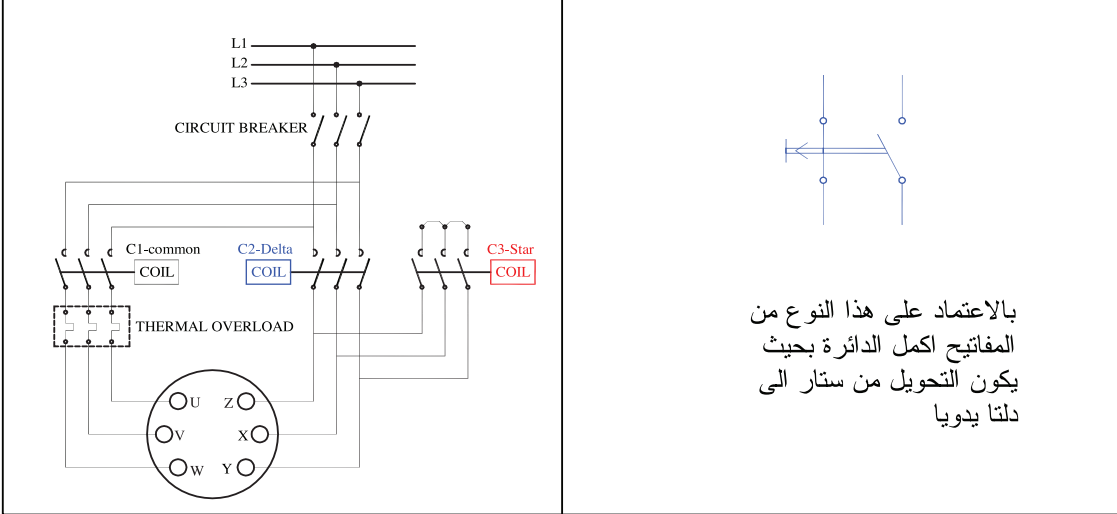 L1
L2
L3
CIRCUIT BREAKER
C1-common
COIL
C2-Delta
COIL
C3-Star
COIL
THERMAL OVERLOAD
U
Z
V
X
W
Y
بالاعتماد على هذا النوع من
المفاتيح اكمل الدائرة بحيث
يكون التحويل من ستار الى
دلتا يدويا